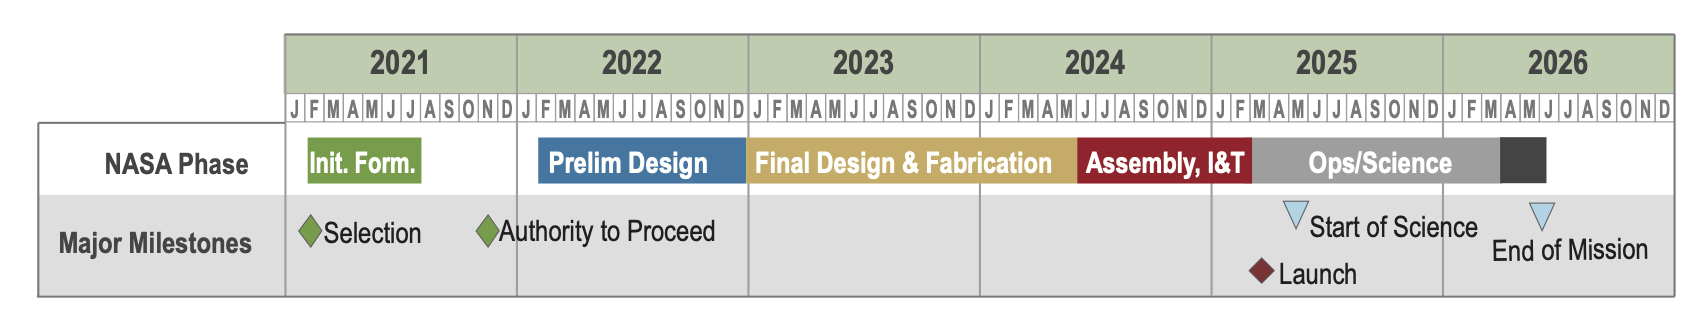 2021 2022 2023 2024 2025 2026
J F M A M J J A S O N D J F M A M J J A S O N D J F M A M J J A S O N D J F M A M J J A S O N D J F M A M J J A S O N D J F M A M J J A S O N D
NASA Phase Init. Form. Prelim Design Final Design & Fabrication Assembly, I&T Ops/Science
Major Milestones Selection Authority to Proceed Start of Science
End of Mission
Launch